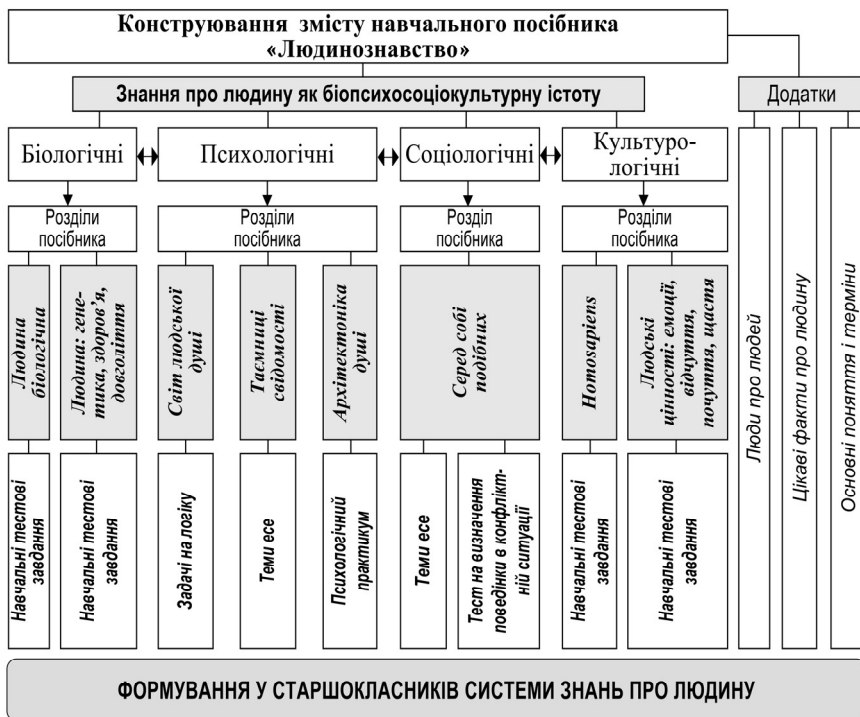 Конструювання змісту навчального посібника
«Людинознавство»
Знання про людину як біопсихосоціокультурну істоту
Додатки
Біологічні
Психологічні
Соціологічні
Культуро-
логічні
Розділи
посібника
Розділи
посібника
Розділ
посібника
Розділи
посібника
Людина
біологічна
Людина: гене-
тика, здоров’я,
довголіття
Світ людської
душі
Таємниці
свідомості
Архітектоніка
душі
Серед собі
подібних
Homosapiens
Людські
цінності: емоції,
відчуття,
почуття, щастя
Люди про людей
Цікаві факти про людину
Основні поняття і терміни
Навчальні тестові
завдання
Навчальні тестові
завдання
Задачі на логіку
Теми есе
Психологічний
практикум
Теми есе
Тест на визначення
поведінки в конфлікт-
ній ситуації
Навчальні тестові
завдання
Навчальні тестові
завдання
ФОРМУВАННЯ У СТАРШОКЛАСНИКІВ СИСТЕМИ ЗНАНЬ ПРО ЛЮДИНУ